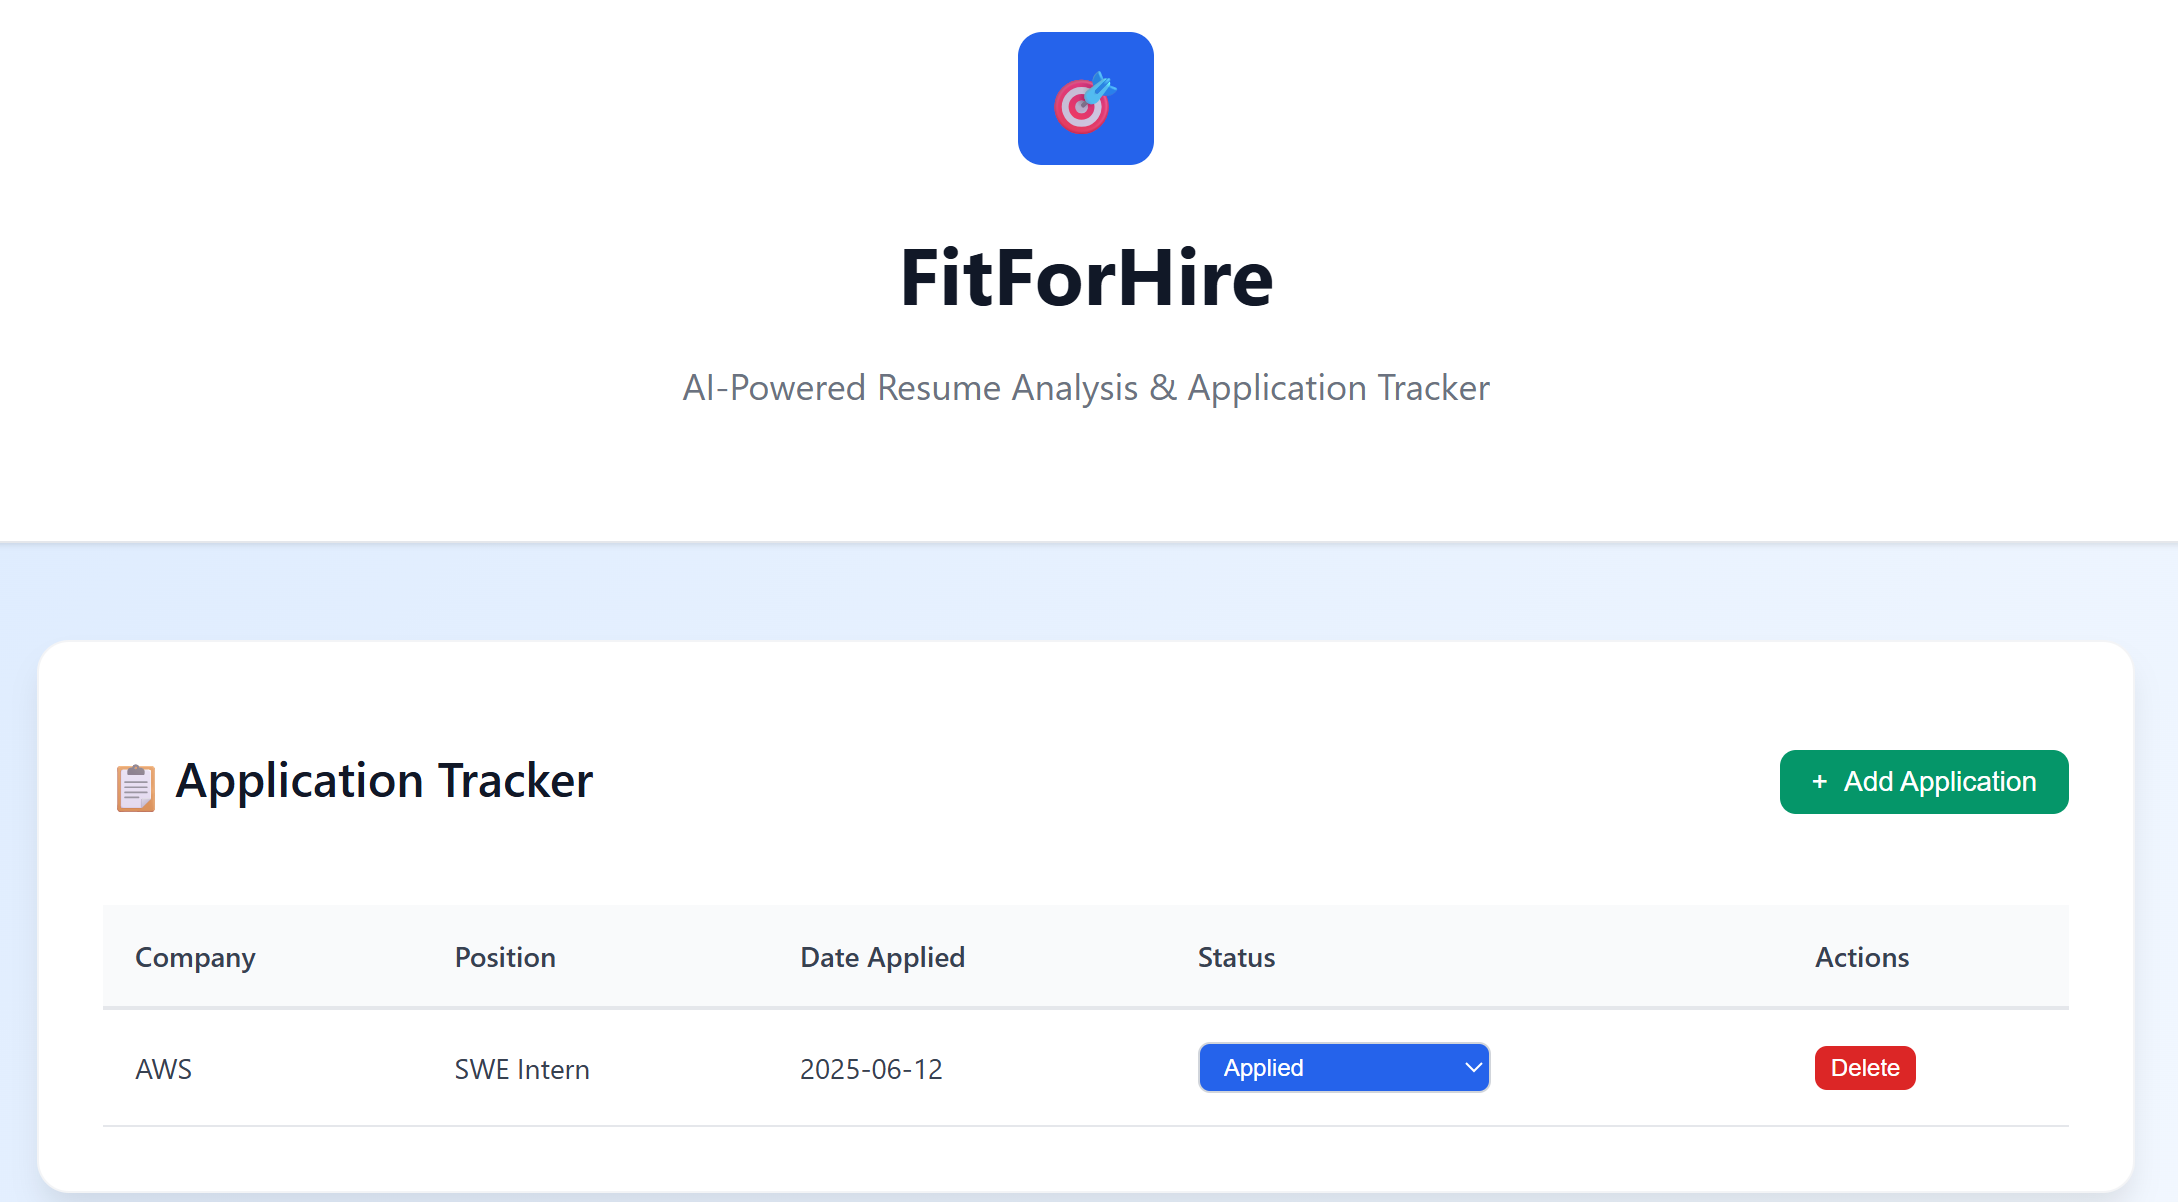 FitForHire
AI-Powered Resume Analysis & Application Tracker
Application Tracker
+ Add Application
Company Position Date Applied Status Actions
AWS SWE Intern 2025-06-12 Applied Delete